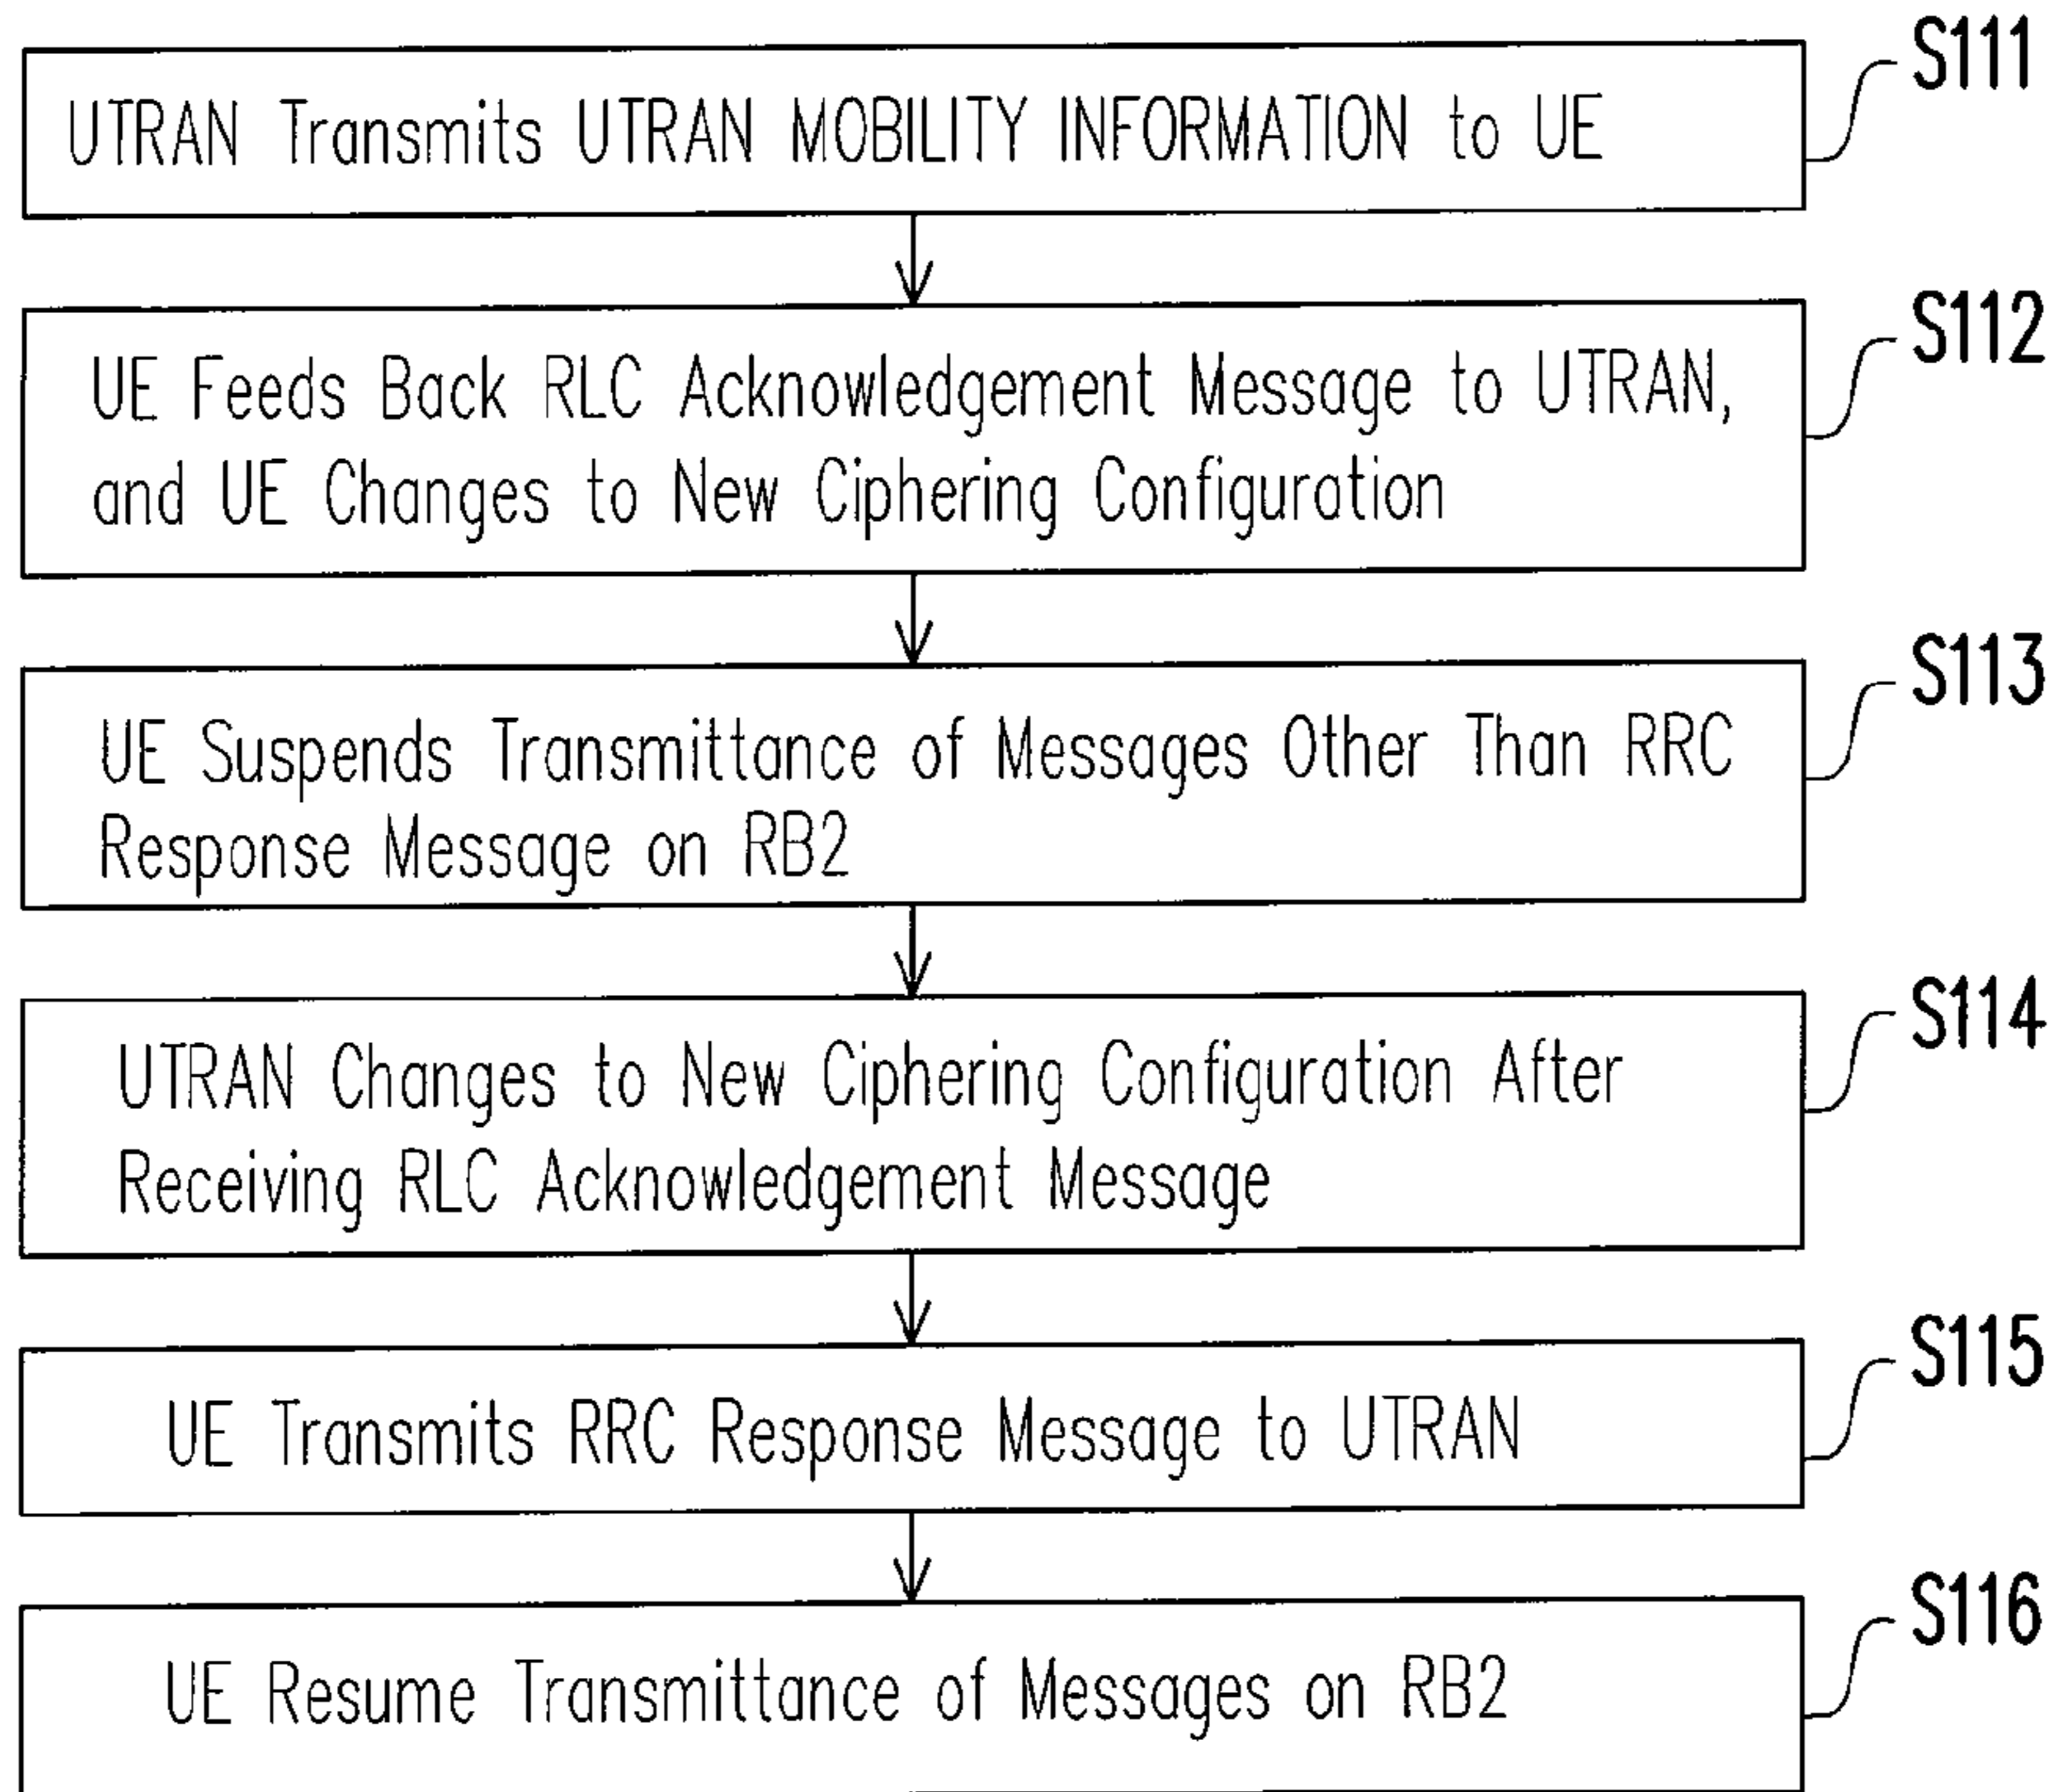 S111
UTRAN Transmits UTRAN MOBILITY INFORMATION to UE
S112
UE Feeds Back RLC Acknowledgement Message to UTRAN,
and UE Changes to New Ciphering Configuration
S113
UE Suspends Transmittance of Messages Other Than RRC
Response Message on RB2
S114
UTRAN Changes to New Ciphering Configuration After
Receiving RLC Acknowledgement Message
S115
UE Transmits RRC Response Message to UTRAN
S116
UE Resume Transmittance of Messages on RB2